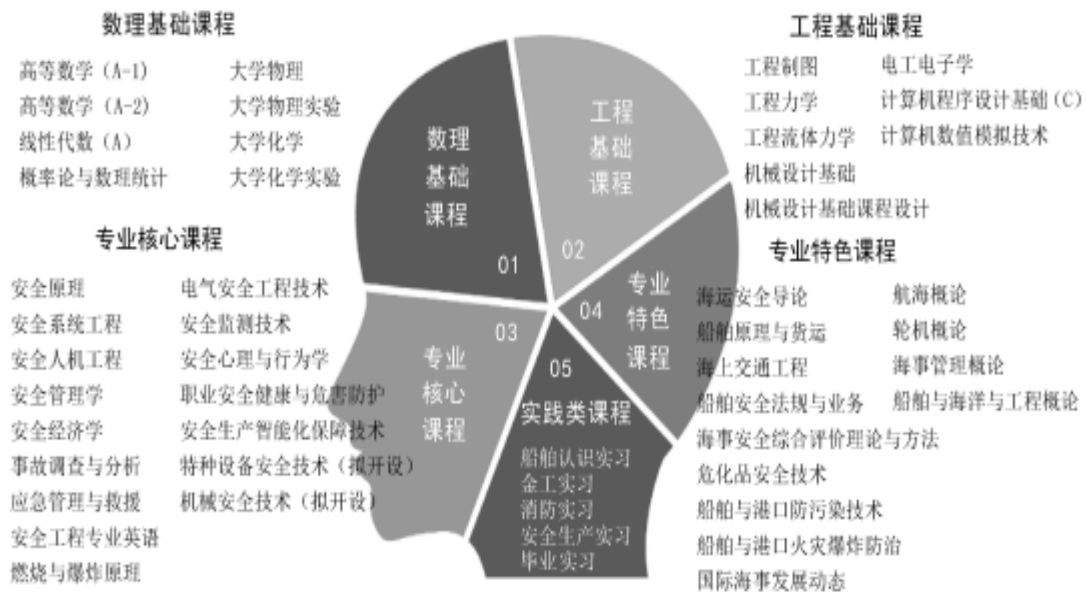 数理基础课程
高等数学（A-1） 大学物理
高等数学（A-2） 大学物理实验
线性代数（A） 大学化学
概率论与数理统计 大学化学实验
工程基础课程
工程制图 电工电子学
工程力学 计算机程序设计基础（C）
工程流体力学 计算机数值模拟技术
机械设计基础
机械设计基础课程设计
数理
基础
课程
01
工程
基础
课程
02
专业核心课程
安全原理 电气安全工程技术
安全系统工程 安全监测技术
安全人机工程 安全心理与行为学
安全管理学 职业安全健康与危害防护
安全经济学 安全生产智能化保障技术
事故调查与分析 特种设备安全技术（拟开设）
应急管理与救援 机械安全技术（拟开设）
安全工程专业英语
燃烧与爆炸原理
03
专业
核心
课程
04
专业
特色
课程
05
实践类课程
船舶认识实习
金工实习
消防实习
安全生产实习
毕业实习
专业特色课程
海运安全导论 航海概论
船舶原理与货运 轮机概论
海上交通工程 海事管理概论
船舶安全法规与业务 船舶与海洋与工程概论
海事安全综合评价理论与方法
危化品安全技术
船舶与港口防污染技术
船舶与港口火灾爆炸防治
国际海事发展动态